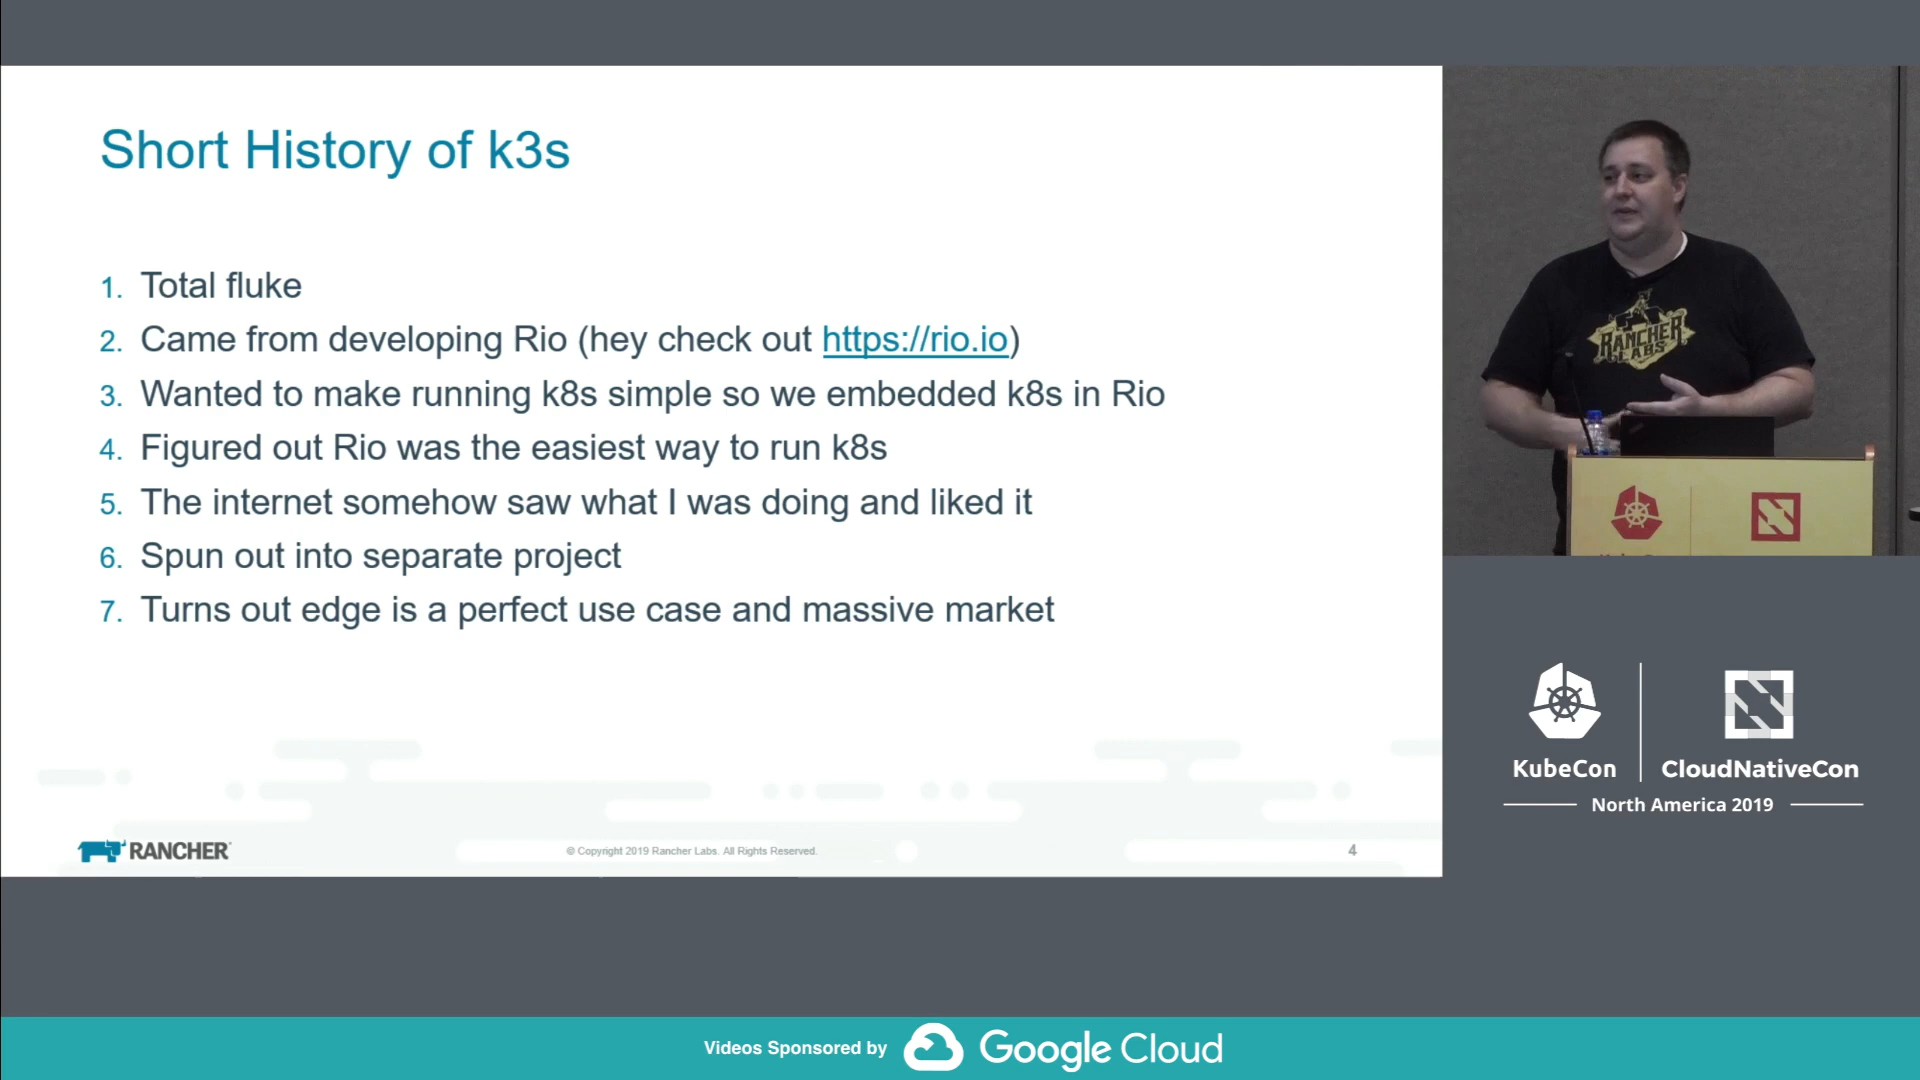 Short History of k3s
1. Total fluke
2. Came from developing Rio (hey check out https://rio.io)
3. Wanted to make running k8s simple so we embedded k8s in Rio
4. Figured out Rio was the easiest way to run k8s
5. The internet somehow saw what I was doing and liked it
6. Spun out into separate project
7. Turns out edge is a perfect use case and massive market
RANCHER
© Copyright 2019 Rancher Labs. All Rights Reserved.
4
RANCHER
LABS
KubeCon
CloudNativeCon
North America 2019
Videos Sponsored by
Google Cloud